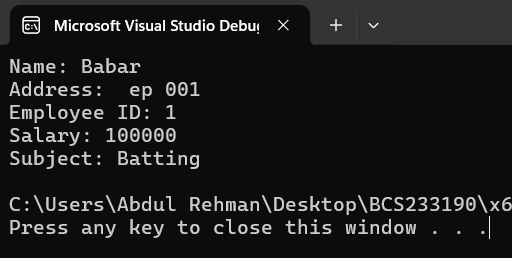 Microsoft Visual Studio Debug
Name: Babar
Address:  ep 001
Employee ID: 1
Salary: 100000
Subject: Batting
C:\Users\Abdul Rehman\Desktop\BCS233190\x6
Press any key to close this window . . .